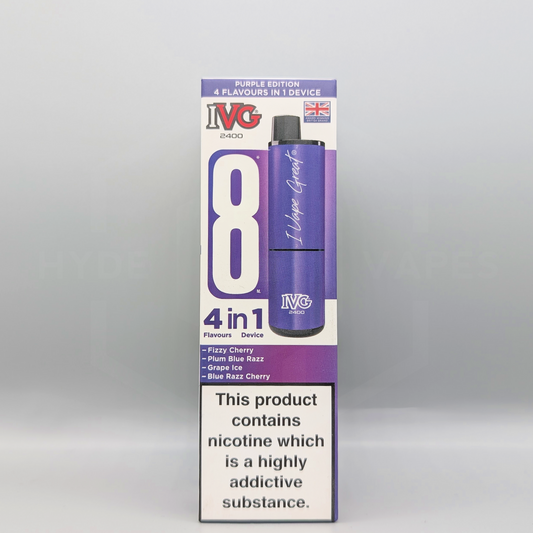 PURPLE EDITION
4 FLAVOURS IN 1 DEVICE
IVG
2400
8
I Vape Great
IVG
2400
4 in 1
Flavours Device
– Fizzy Cherry
– Plum Blue Razz
– Grape Ice
– Blue Razz Cherry
This product
contains
nicotine which
is a highly
addictive
substance.